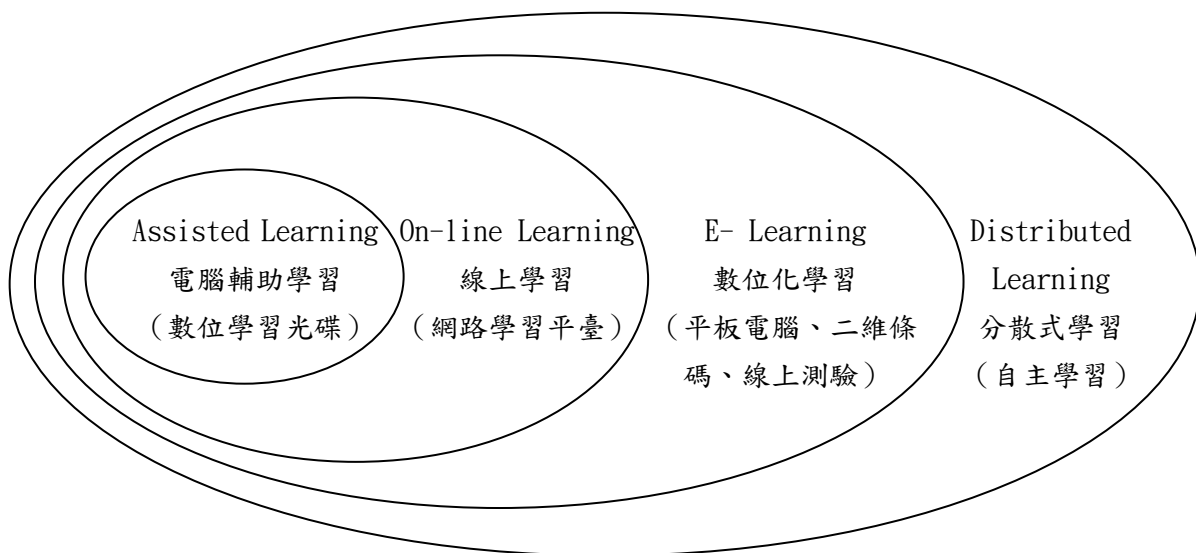 Assisted Learning
電腦輔助學習
（數位學習光碟）
On-line Learning
線上學習
（網路學習平臺）
E- Learning
數位化學習
（平板電腦、二維條
碼、線上測驗）
Distributed
Learning
分散式學習
（自主學習）